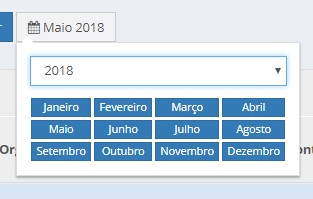 Maio 2018
2018
Janeiro Fevereiro Março Abril
Maio Junho Julho Agosto
Setembro Outubro Novembro Dezembro